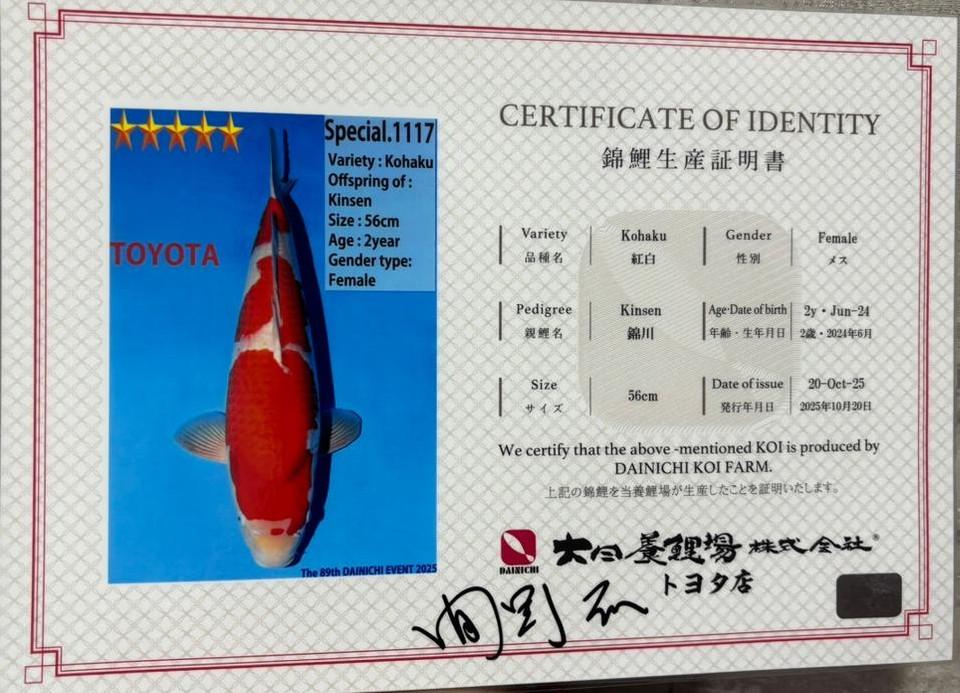 Special.1117
Variety : Kohaku
Offspring of :
Kinsen
Size : 56cm
Age : 2year
Gender type:
Female
TOYOTA
The 89th DAINICHI EVENT 2025
CERTIFICATE OF IDENTITY
錦鯉生産証明書
Variety Kohaku Gender Female
品種名 紅白 性別 メス
Pedigree Kinsen Age·Date of birth 2y・Jun-24
親鯉名 錦川 年齢・生年月日 2歳・2024年6月
Size 56cm Date of issue 20-Oct-25
サイズ 発行年月日 2025年10月20日
We certify that the above -mentioned KOI is produced by
DAINICHI KOI FARM.
上記の錦鯉を当養鯉場が生産したことを証明いたします。
DAINICHI 大日養鯉場株式会社®
トヨタ店